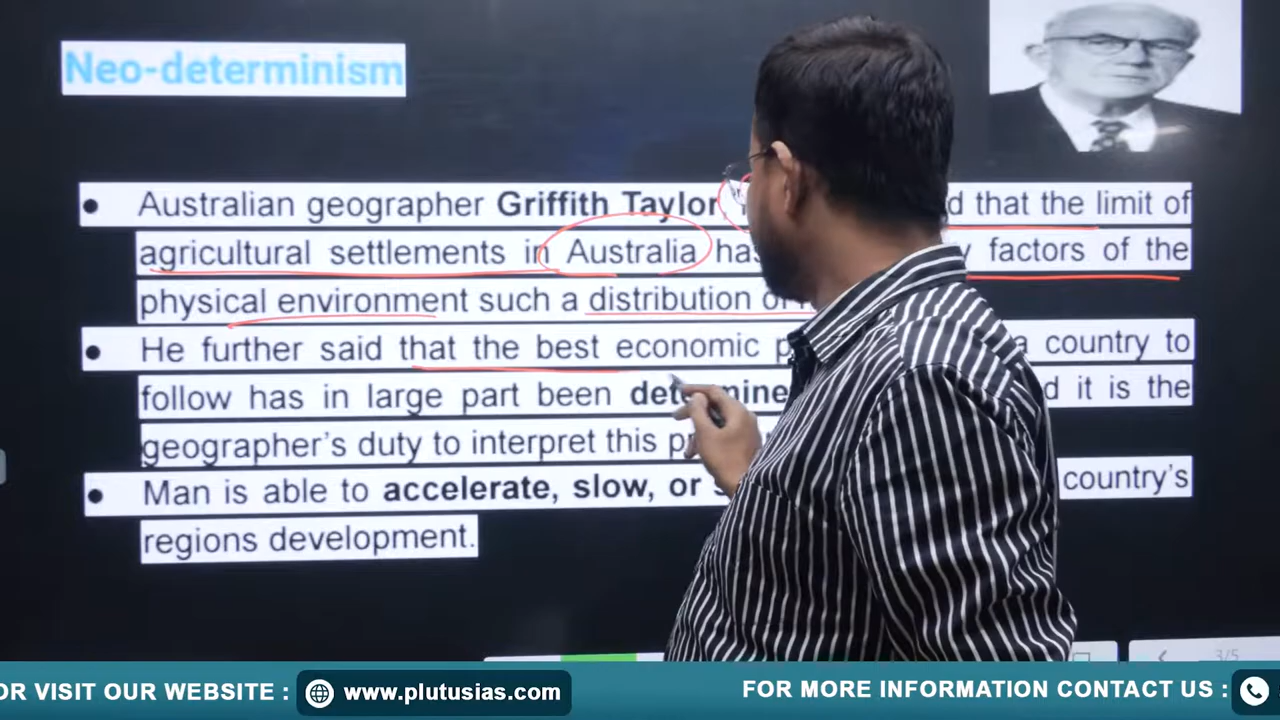 Neo-determinism
• Australian geographer Griffith Taylor that the limit of
agricultural settlements in Australia factors of the
physical environment such a distribution
• He further said that the best economic a country to
follow has in large part been it is the
geographer's duty to interpret this
• Man is able to accelerate, slow, or country's
regions development.
3/5
OR VISIT OUR WEBSITE : www.plutusias.com FOR MORE INFORMATION CONTACT US :